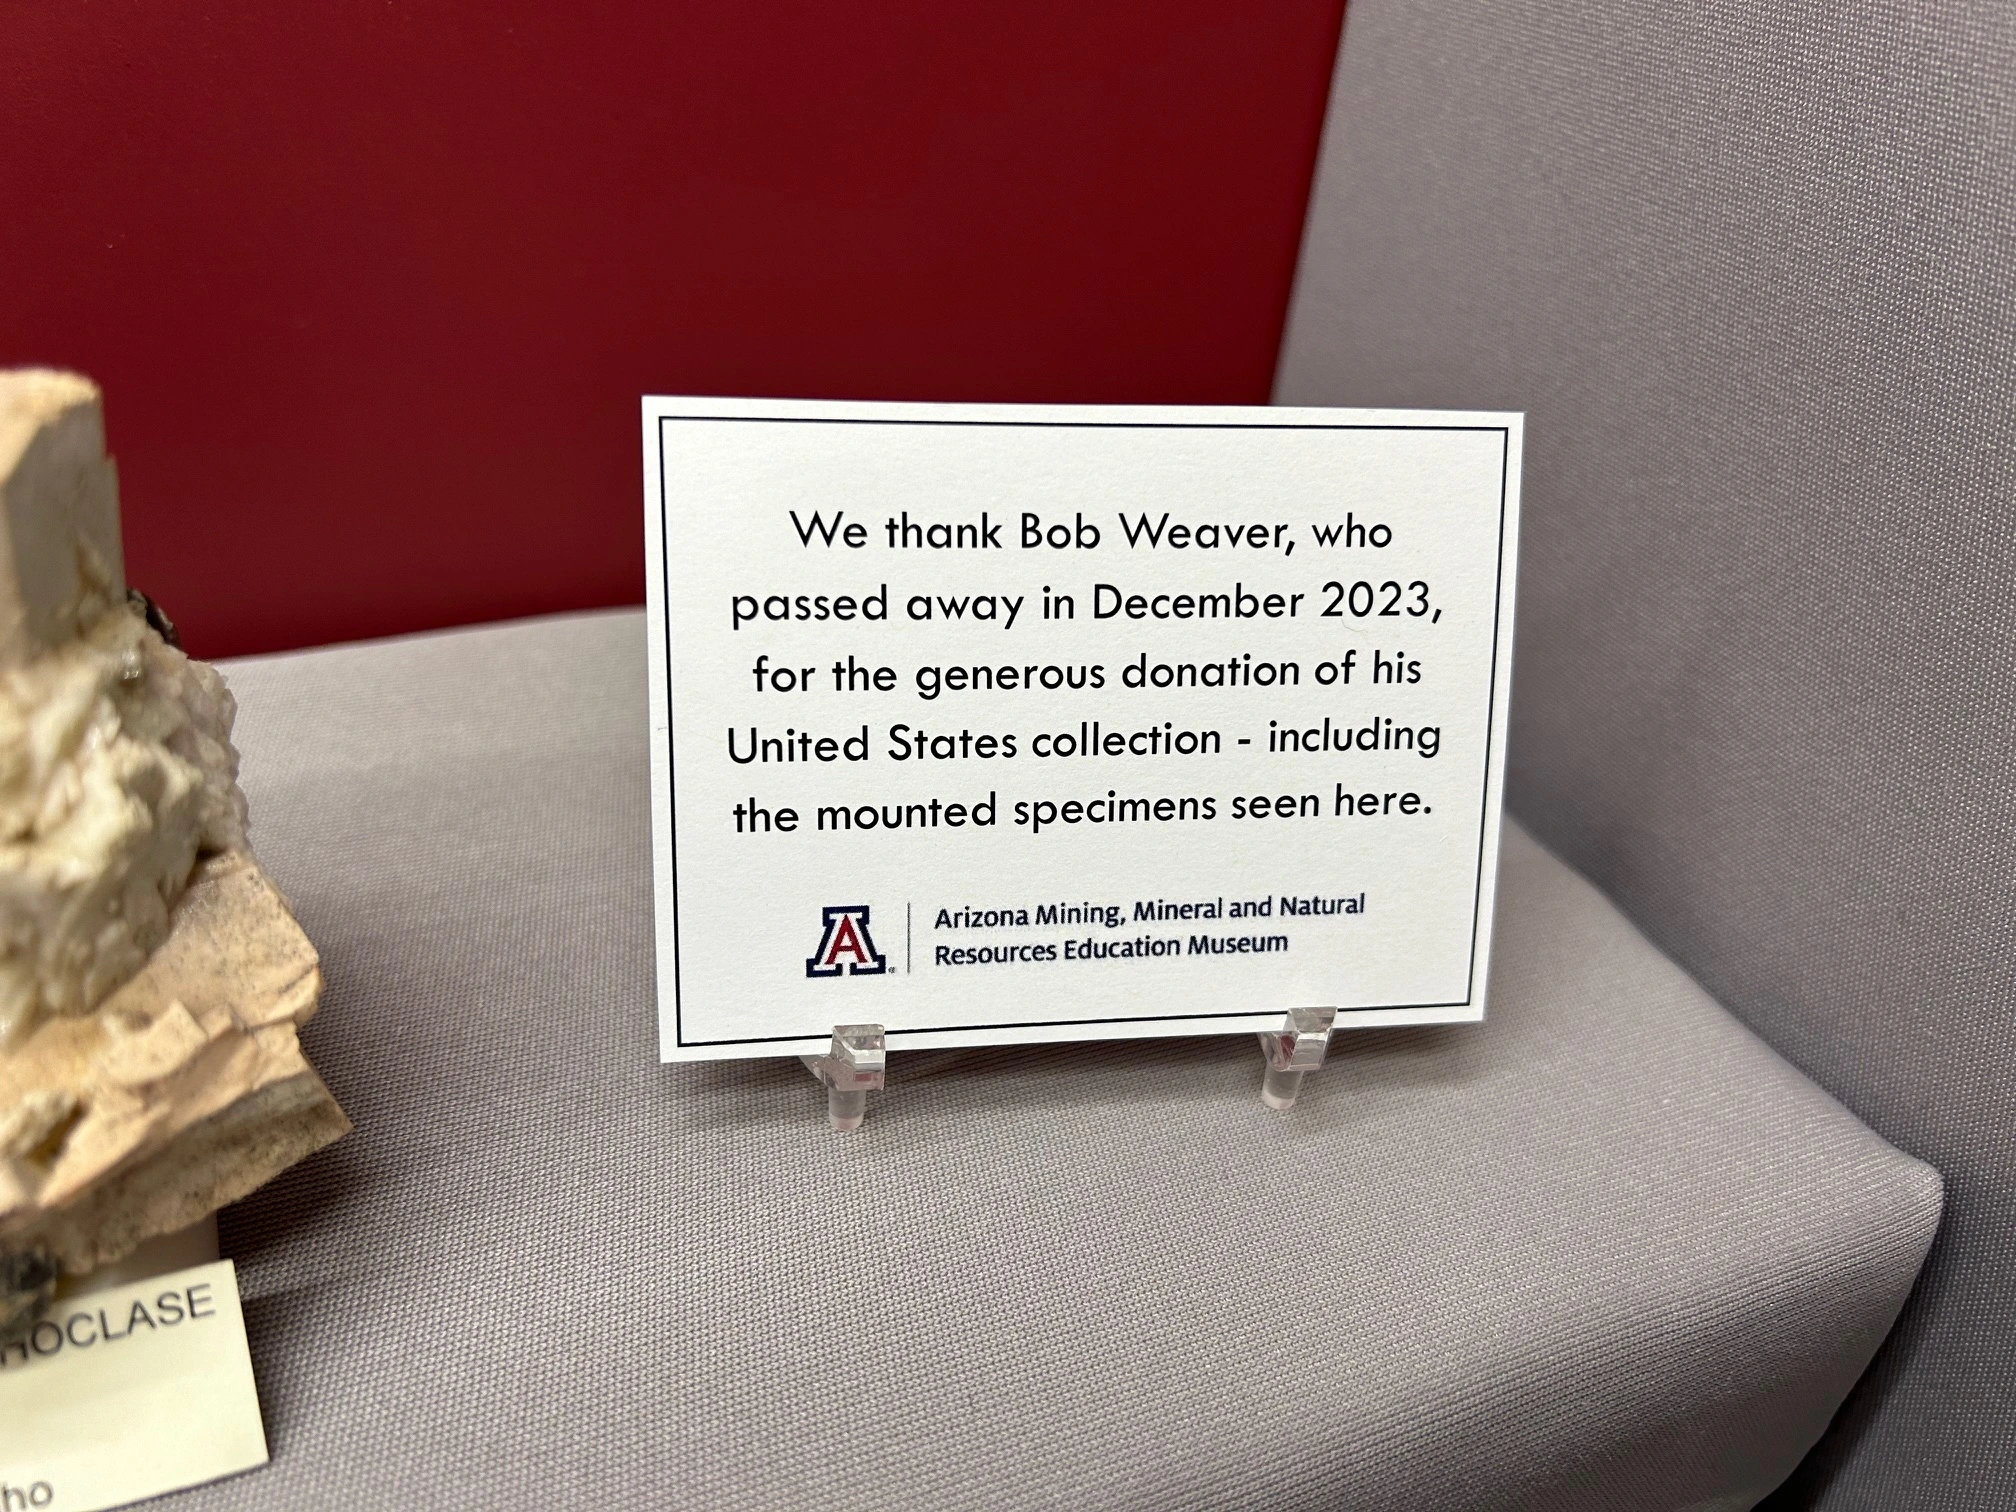 We thank Bob Weaver, who
passed away in December 2023,
for the generous donation of his
United States collection - including
the mounted specimens seen here.
A
Arizona Mining, Mineral and Natural
Resources Education Museum
HOCLASE
ho